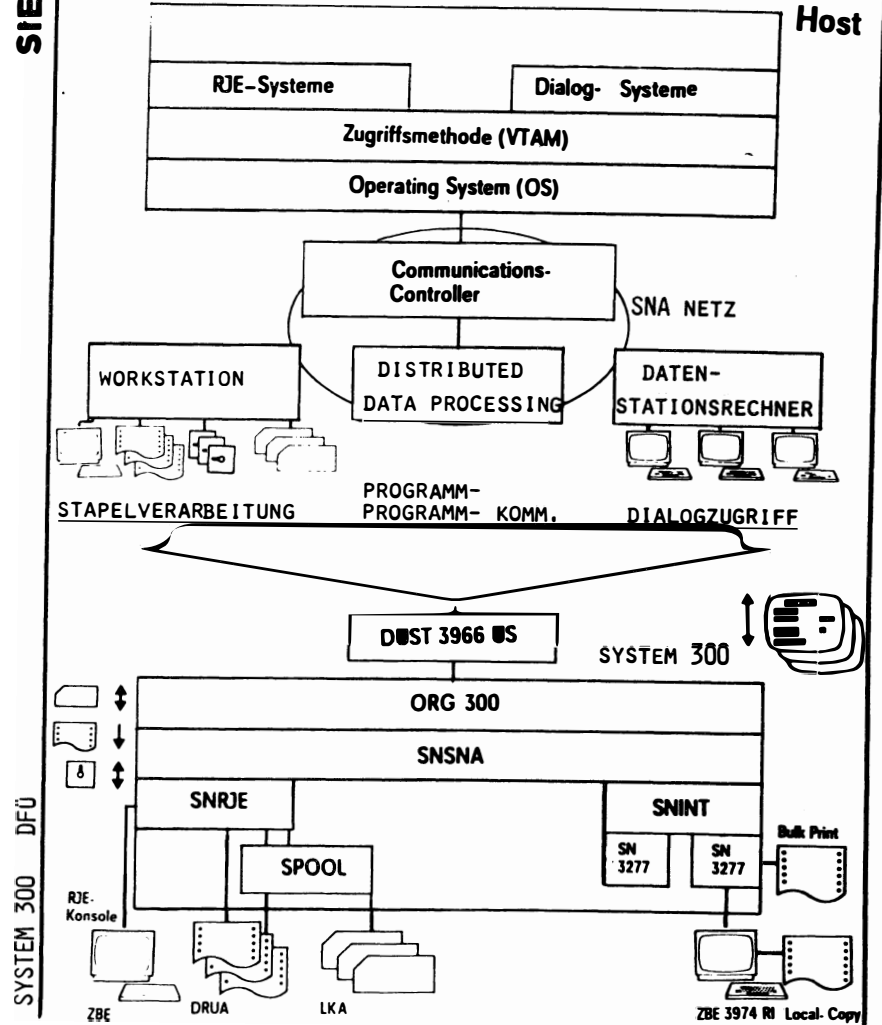 SIE
Host
RJE-Systeme
Dialog- Systeme
Zugriffsmethode (VTAM)
Operating System (OS)
Communications-
Controller
SNA NETZ
WORKSTATION
DISTRIBUTED
DATA PROCESSING
DATEN-
STATIONSRECHNER
STAPELVERARBEITUNG
PROGRAMM-
PROGRAMM- KOMM.
DIALOGZUGRIFF
DUST 3966 US
SYSTEM 300
ORG 300
SNSNA
SNRJE
SNINT
SPOOL
SN
3277
SN
3277
Bulk Print
RJE-
Konsole
ZBE
DRUA
LKA
ZBE 3974 RI Local-Copy
SYSTEM 300 DFÜ